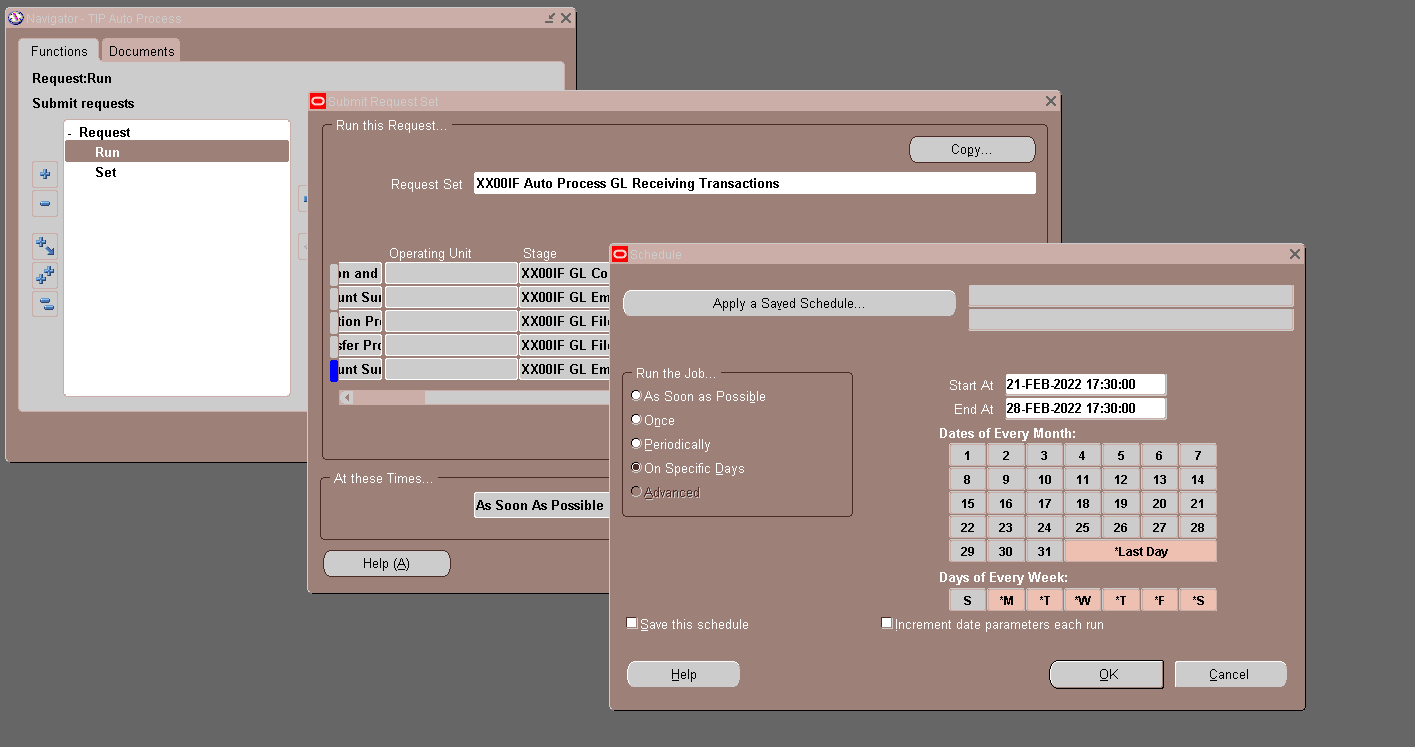 Navigator - TIP Auto Process
Functions
Documents
Request:Run
Submit requests
- Request
Run
Set
Submit Request Set
Run this Request...
Copy...
Request Set
XX00IF Auto Process GL Receiving Transactions
Operating Unit
Stage
on and
XX00IF GL Co
unt Sur
XX00IF GL Em
tion Pr
XX00IF GL File
sfer Pro
XX00IF GL File
unt Sur
XX00IF GL Em
At these Times...
As Soon As Possible
Help (A)
Schedule
Apply a Saved Schedule...
Run the Job...
As Soon as Possible
Once
Periodically
On Specific Days
Advanced
Start At
21-FEB-2022 17:30:00
End At
28-FEB-2022 17:30:00
Dates of Every Month:
1 2 3 4 5 6 7
8 9 10 11 12 13 14
15 16 17 18 19 20 21
22 23 24 25 26 27 28
29 30 31 *Last Day
Days of Every Week:
S *M *T *W *T *F *S
Save this schedule
Increment date parameters each run
Help
OK
Cancel